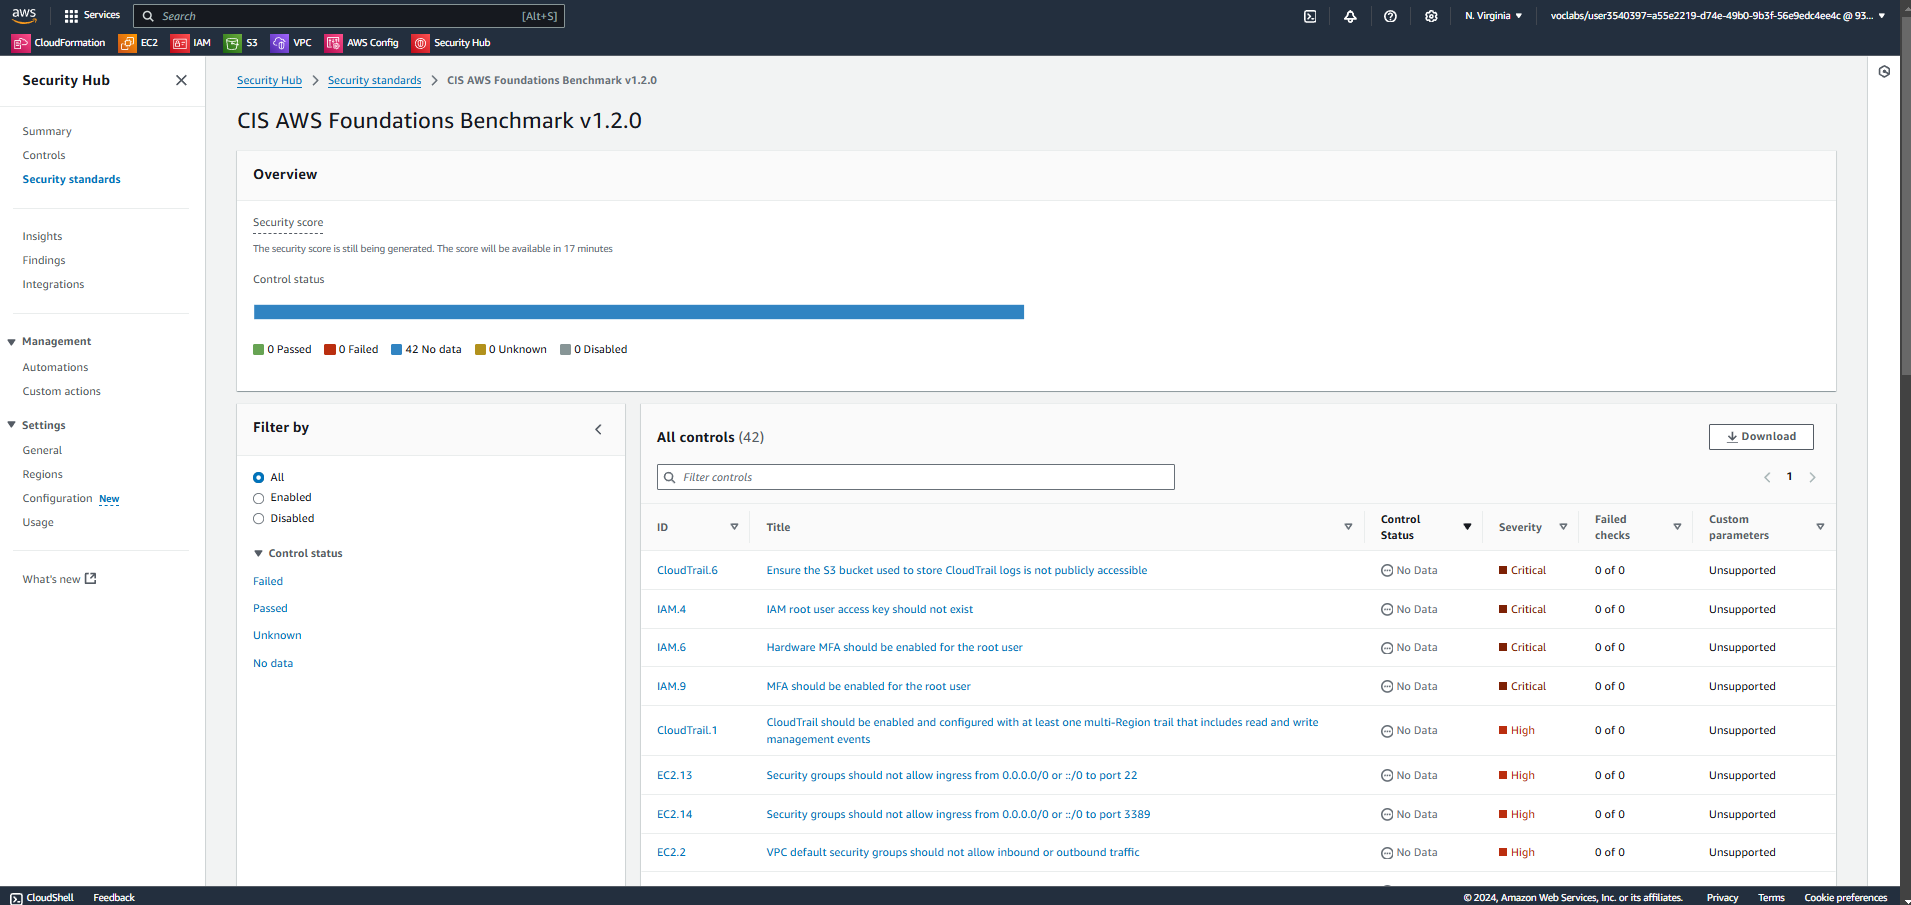 aws
Services
Search
[Alt+S]
N. Virginia
voclabs/user3540397=a55e2219-d74e-49b0-9b3f-56e9edc4ee4c @ 93...
CloudFormation
EC2
IAM
S3
VPC
AWS Config
Security Hub
Security Hub
Summary
Controls
Security standards
Insights
Findings
Integrations
Management
Automations
Custom actions
Settings
General
Regions
Configuration New
Usage
What's new
Security Hub > Security standards > CIS AWS Foundations Benchmark v1.2.0
CIS AWS Foundations Benchmark v1.2.0
Overview
Security score
The security score is still being generated. The score will be available in 17 minutes
Control status
0 Passed 0 Failed 42 No data 0 Unknown 0 Disabled
Filter by
All
Enabled
Disabled
Control status
Failed
Passed
Unknown
No data
All controls (42)
Download
Filter controls
1
ID
Title
Control
Status
Severity
Failed
checks
Custom
parameters
CloudTrail.6 Ensure the S3 bucket used to store CloudTrail logs is not publicly accessible No Data Critical 0 of 0 Unsupported
IAM.4 IAM root user access key should not exist No Data Critical 0 of 0 Unsupported
IAM.6 Hardware MFA should be enabled for the root user No Data Critical 0 of 0 Unsupported
IAM.9 MFA should be enabled for the root user No Data Critical 0 of 0 Unsupported
CloudTrail.1 CloudTrail should be enabled and configured with at least one multi-Region trail that includes read and write
management events No Data High 0 of 0 Unsupported
EC2.13 Security groups should not allow ingress from 0.0.0.0/0 or ::/0 to port 22 No Data High 0 of 0 Unsupported
EC2.14 Security groups should not allow ingress from 0.0.0.0/0 or ::/0 to port 3389 No Data High 0 of 0 Unsupported
EC2.2 VPC default security groups should not allow inbound or outbound traffic No Data High 0 of 0 Unsupported
CloudShell
Feedback
© 2024, Amazon Web Services, Inc. or its affiliates.
Privacy
Terms
Cookie preferences